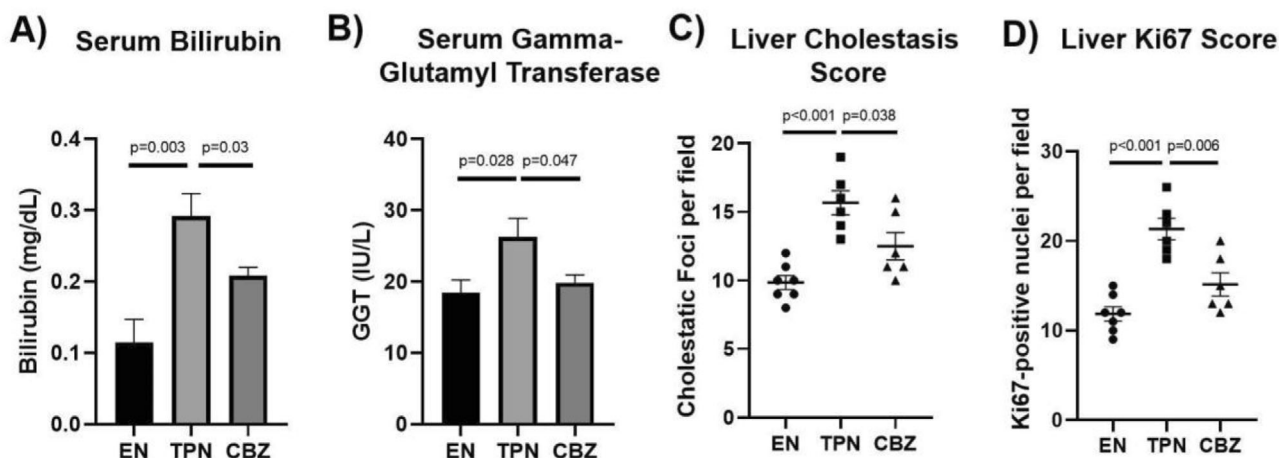 A) Serum Bilirubin
Bilirubin (mg/dL)
0.4
0.3
0.2
0.1
0.0
p=0.003
p=0.03
EN TPN CBZ
B) Serum Gamma-
Glutamyl Transferase
GGT (IU/L)
40
30
20
10
0
p=0.028
p=0.047
EN TPN CBZ
C) Liver Cholestasis
Score
Cholestatic Foci per field
20
15
10
5
0
p<0.001
p=0.038
EN TPN CBZ
D) Liver Ki67 Score
Ki67-positive nuclei per field
30
20
10
0
p<0.001
p=0.006
EN TPN CBZ